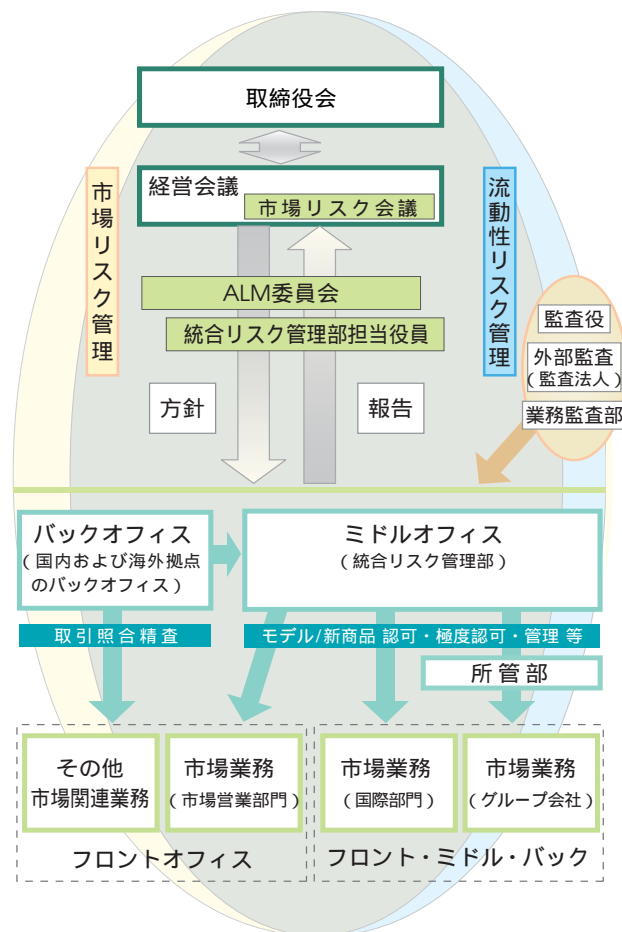 取締役会
経営会議
市場リスク会議
市場リスク管理
流動性リスク管理
ALM委員会
統合リスク管理部担当役員
監査役
外部監査
(監査法人)
業務監査部
方針
報告
バックオフィス
(国内および海外拠点
のバックオフィス)
ミドルオフィス
(統合リスク管理部)
取引照合精査
モデル/新商品 認可・極度認可・管理 等
所管部
その他
市場関連業務
市場業務
(市場営業部門)
市場業務
(国際部門)
市場業務
(グループ会社)
フロントオフィス
フロント・ミドル・バック